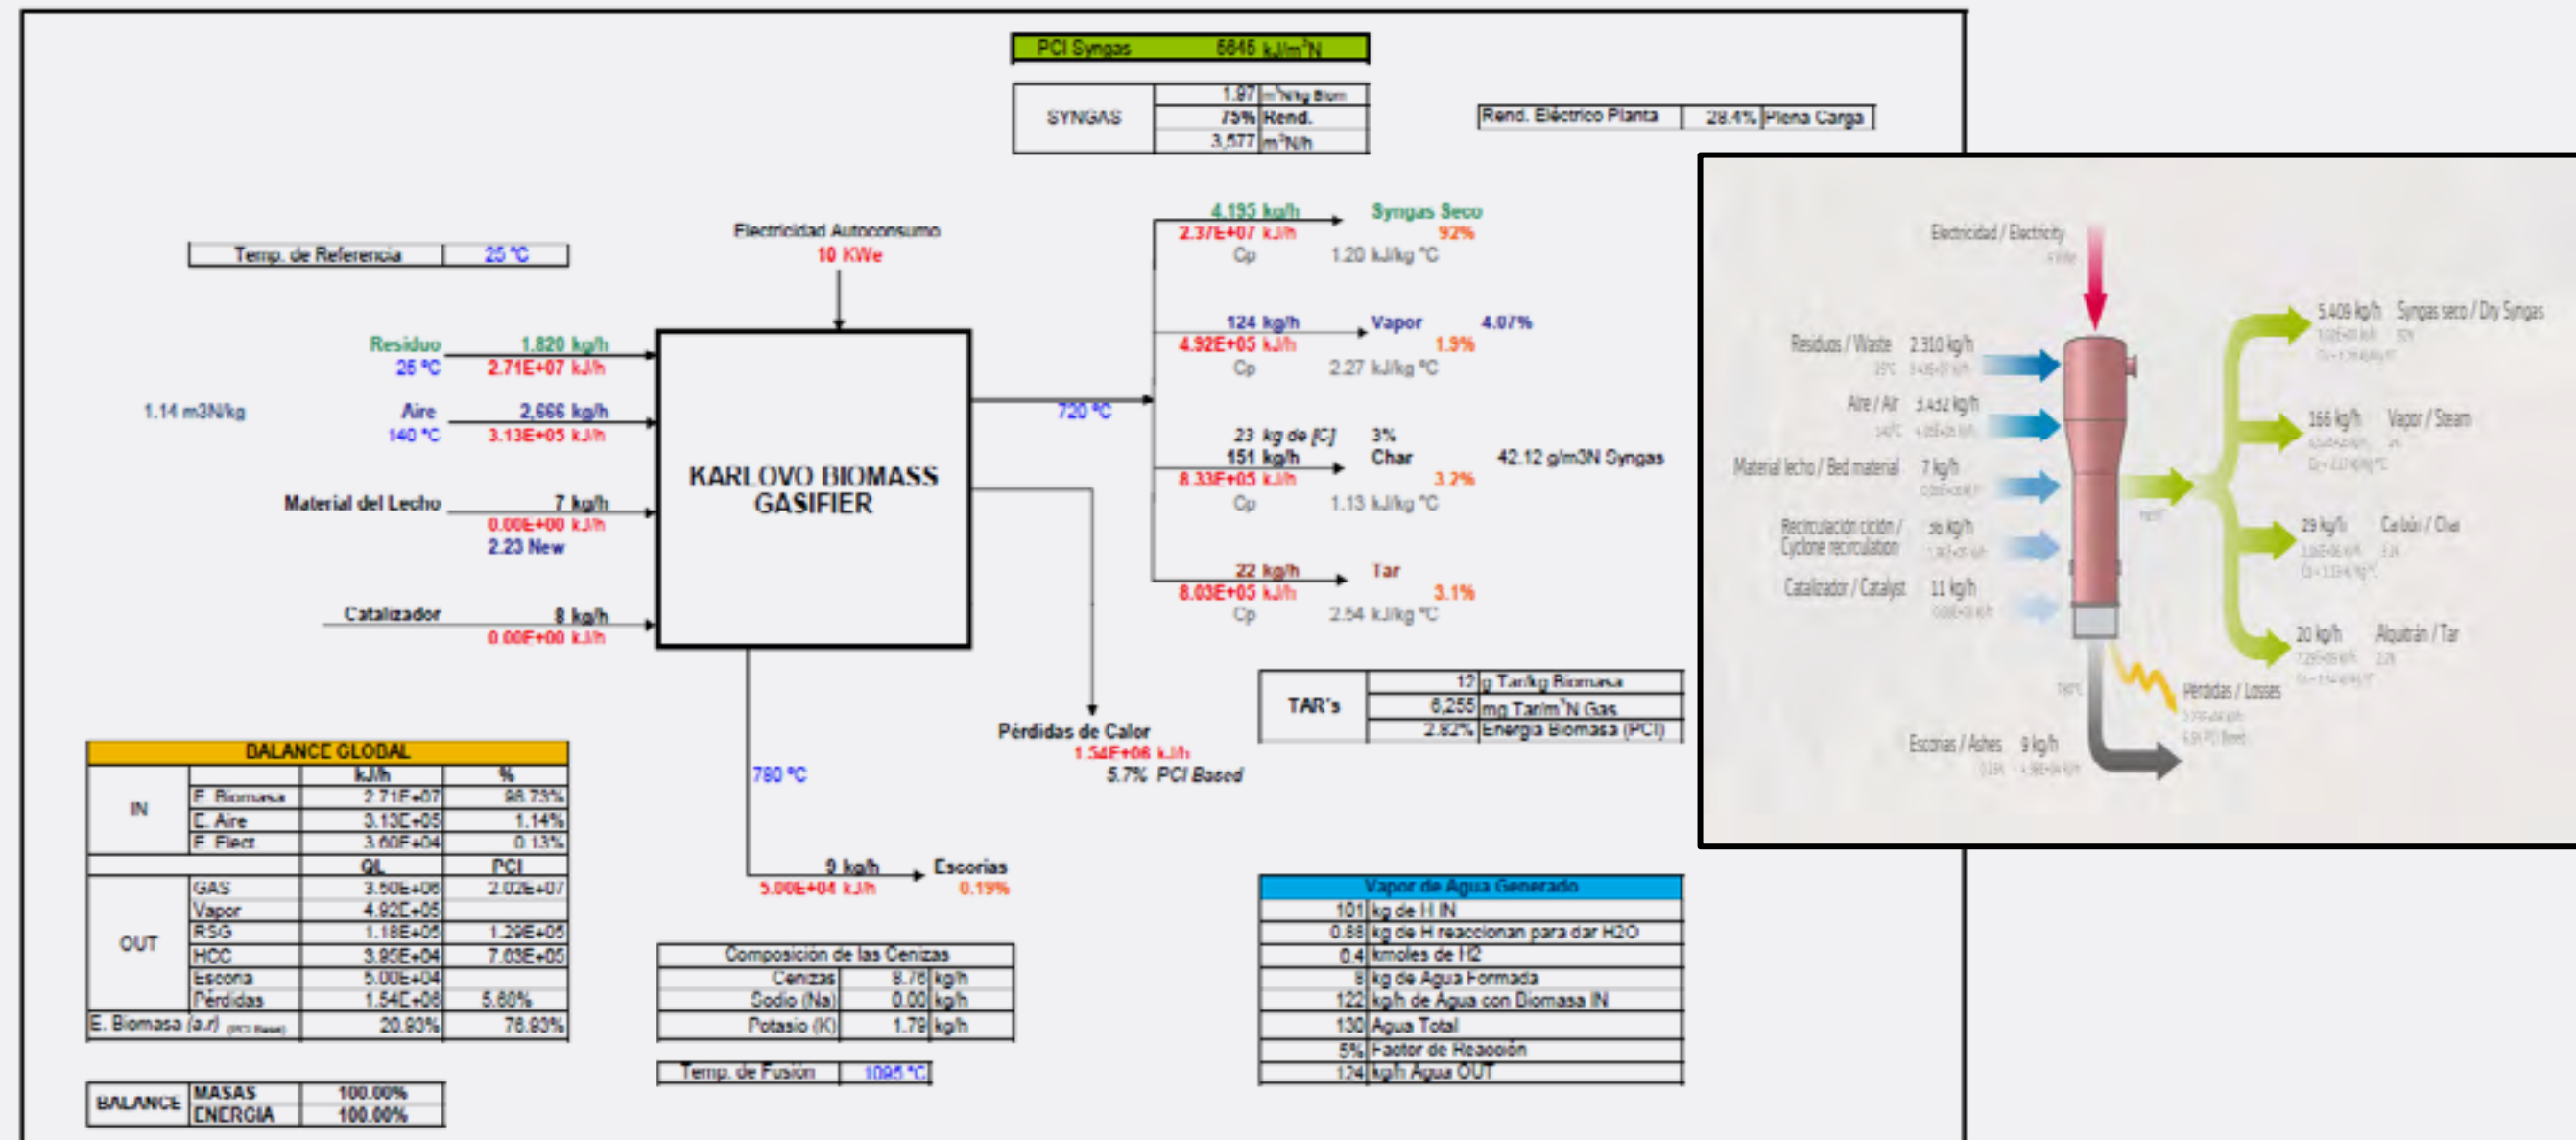 PCI Syngas 5645 kJ/m³N
SYNGAS
1.97 m³N/kg Biom
75% Rend.
3,577 m³N/h
Rend. Eléctrico Planta 28.4% Plena Carga
Temp. de Referencia 25 ºC
Electricidad Autoconsumo
10 KWe
Residuo 1.820 kg/h
25 ºC 2.71E+07 kJ/h
1.14 m3N/kg
Aire 2,666 kg/h
140 ºC 3.13E+05 kJ/h
Material del Lecho 7 kg/h
0.00E+00 kJ/h
2.23 New
Catalizador 8 kg/h
0.00E+00 kJ/h
KARLOVO BIOMASS
GASIFIER
720 ºC
4.195 kg/h Syngas Seco
2.37E+07 kJ/h 92%
Cp 1.20 kJ/kg ºC
124 kg/h Vapor 4.07%
4.92E+05 kJ/h 1.9%
Cp 2.27 kJ/kg ºC
23 kg de [C] 3%
151 kg/h Char 42.12 g/m3N Syngas
8.33E+05 kJ/h 3.2%
Cp 1.13 kJ/kg ºC
22 kg/h Tar
8.03E+05 kJ/h 3.1%
Cp 2.54 kJ/kg ºC
TAR's
12 g Tar/kg Biomasa
6,255 mg Tar/m³N Gas
2.82% Energia Biomasa (PCI)
Pérdidas de Calor
1.54E+06 kJ/h
5.7% PCI Based
780 ºC
9 kg/h Escorias
5.00E+04 kJ/h 0.19%
BALANCE GLOBAL
kJ/h %
IN
E. Biomasa 2.71E+07 98.73%
E. Aire 3.13E+05 1.14%
E. Elect. 3.60E+04 0.13%
QL PCI
OUT
GAS 3.50E+06 2.02E+07
Vapor 4.92E+05
RSG 1.18E+05 1.29E+05
HCC 3.95E+04 7.03E+05
Escoria 5.00E+04
Pérdidas 1.54E+06 5.60%
E. Biomasa (a.r) (PCI Base) 20.93% 76.93%
BALANCE
MASAS 100.00%
ENERGIA 100.00%
Composición de las Cenizas
Cenizas 8.76 kg/h
Sodio (Na) 0.00 kg/h
Potasio (K) 1.79 kg/h
Temp. de Fusión 1095 ºC
Vapor de Agua Generado
101 kg de H IN
0.88 kg de H reaccionan para dar H2O
0.4 kmoles de H2
8 kg de Agua Formada
122 kg/h de Agua con Biomasa IN
130 Agua Total
5% Factor de Reacción
124 kg/h Agua OUT
Electricidad / Electricity
Residuos / Waste 2.310 kg/h
Aire / Air 3.432 kg/h
Material lecho / Bed material 7 kg/h
Recirculación ciclón /
Cyclone recirculation
36 kg/h
Catalizador / Catalyst 11 kg/h
5.409 kg/h Syngas seco / Dry Syngas
166 kg/h Vapor / Steam
29 kg/h Carbón / Char
20 kg/h Alquitrán / Tar
Pérdidas / Losses
Escorias / Ashes 9 kg/h